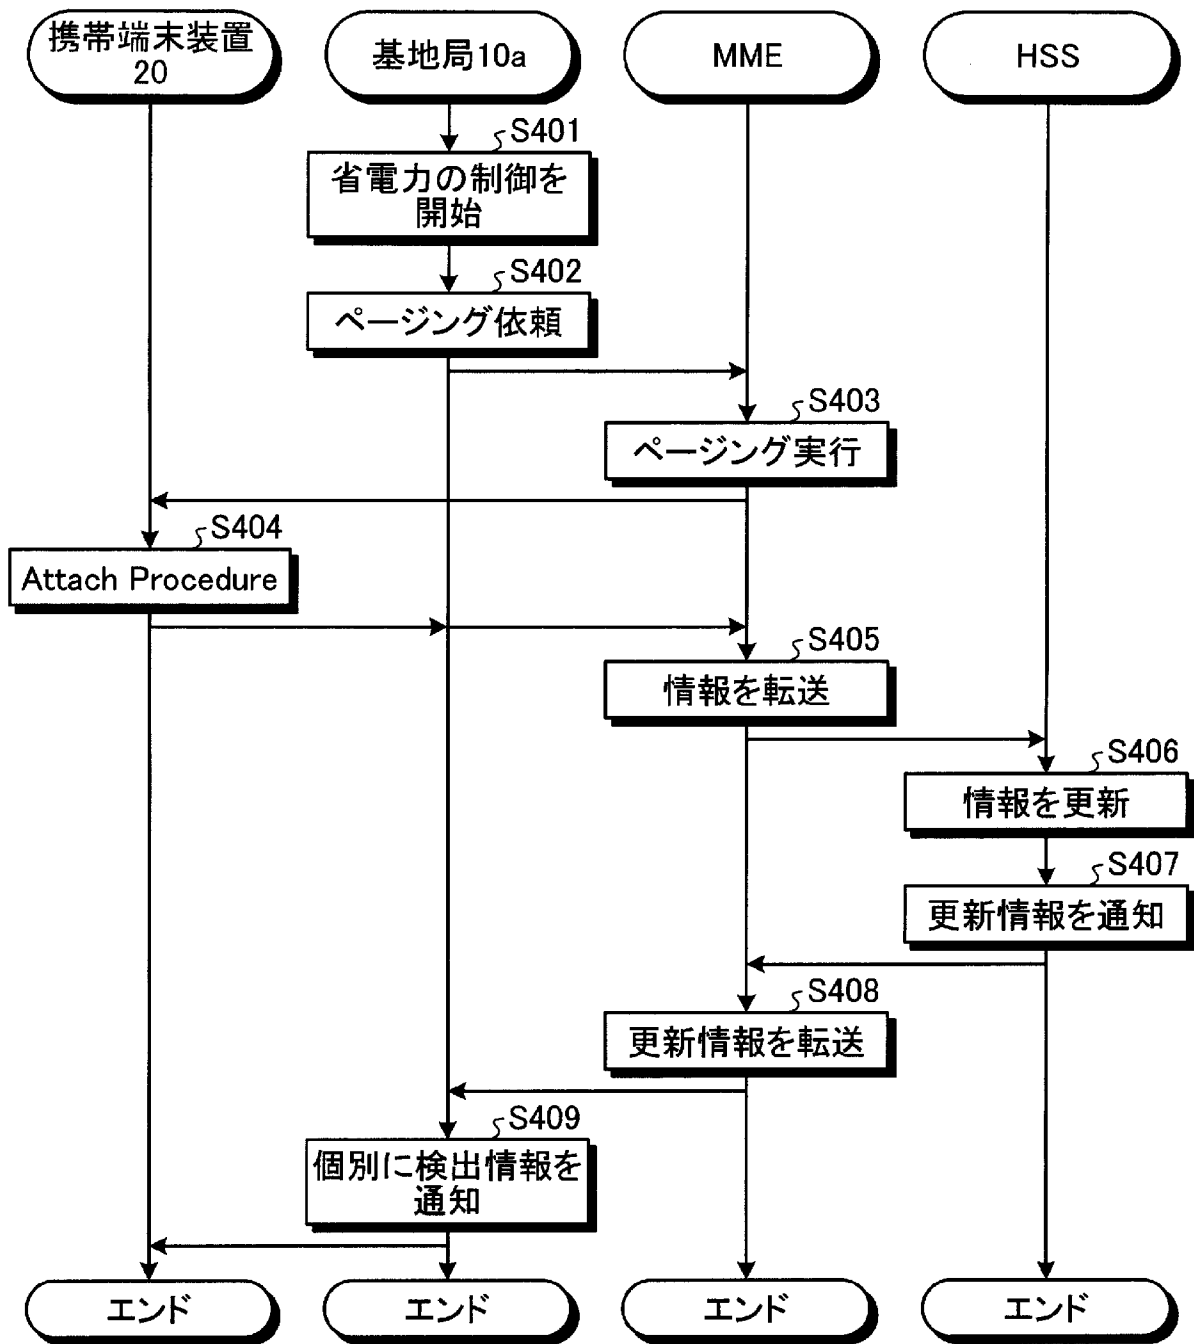 携帯端末装置
20
基地局10a
MME
HSS
S401
省電力の制御を
開始
S402
ページング依頼
S403
ページング実行
S404
Attach Procedure
S405
情報を転送
S406
情報を更新
S407
更新情報を通知
S408
更新情報を転送
S409
個別に検出情報を
通知
エンド
エンド
エンド
エンド